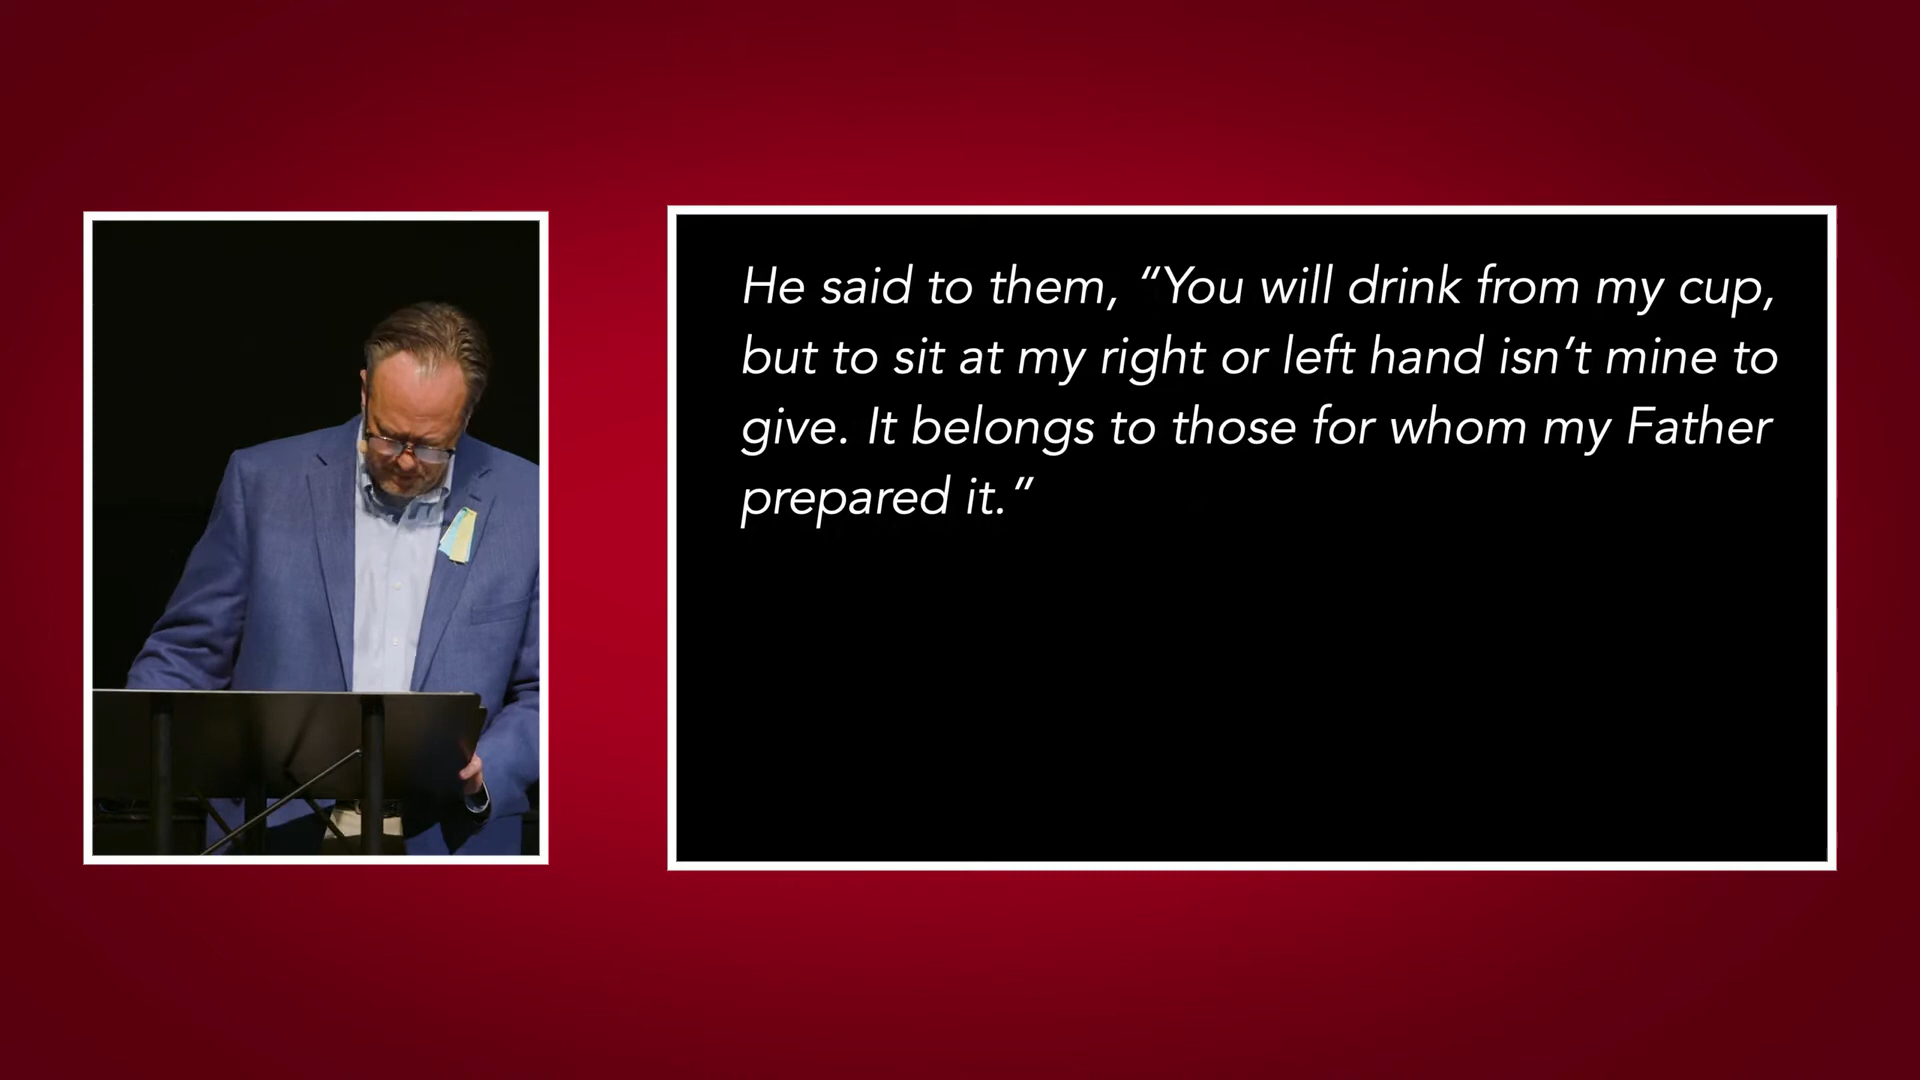 He said to them, “You will drink from my cup,
but to sit at my right or left hand isn’t mine to
give. It belongs to those for whom my Father
prepared it.”